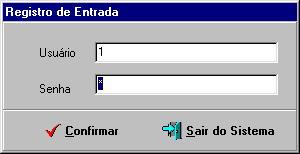 Registro de Entrada
Usuário 1
Senha *
Confirmar Sair do Sistema